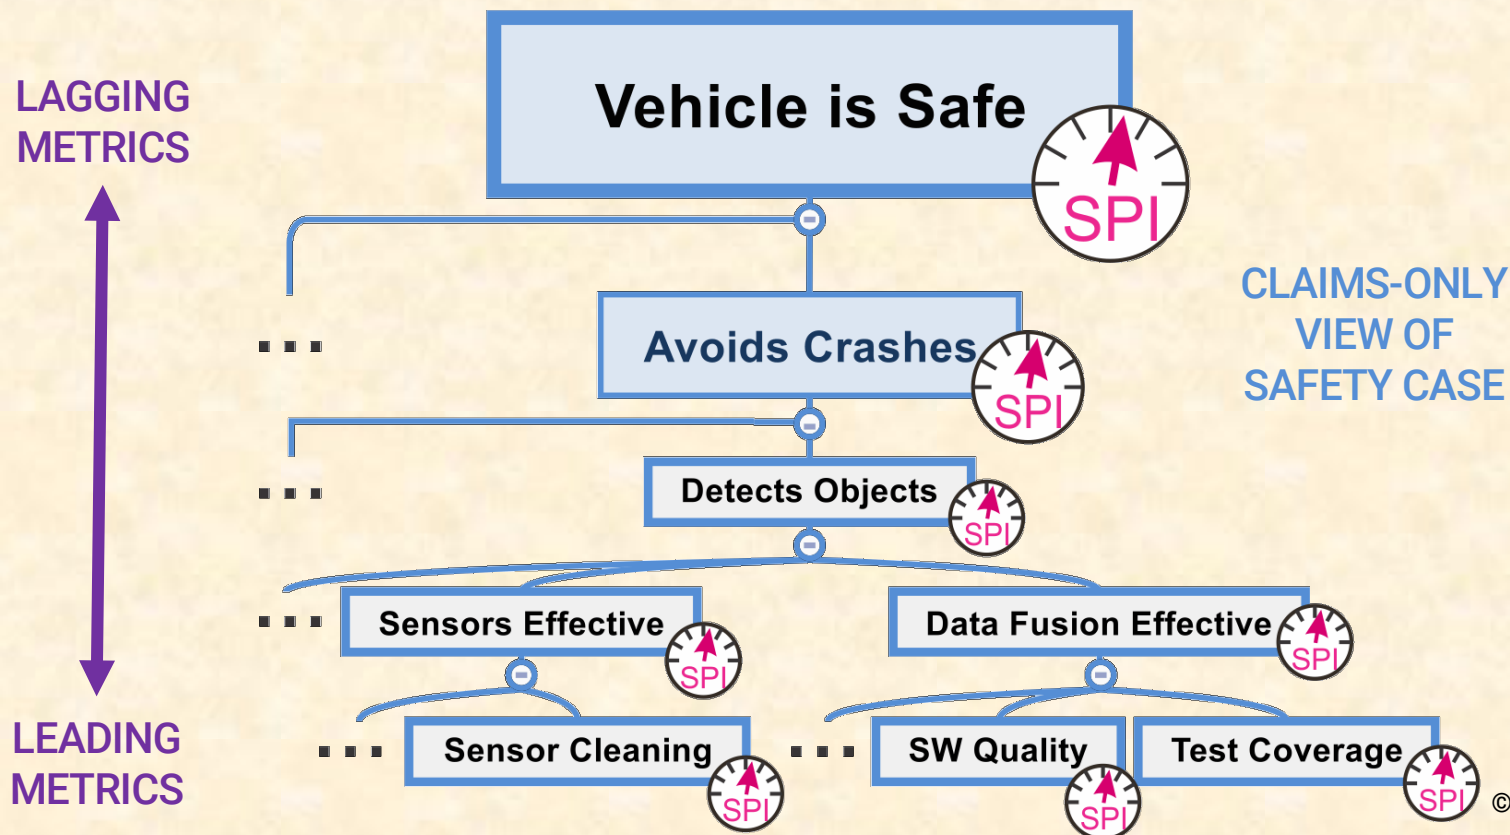 Vehicle is Safe
SPI
LAGGING
METRICS
CLAIMS-ONLY
VIEW OF
SAFETY CASE
Avoids Crashes
SPI
...
Detects Objects
SPI
...
Sensors Effective
SPI
Data Fusion Effective
SPI
...
LEADING
METRICS
...
Sensor Cleaning
SPI
...
SW Quality
SPI
Test Coverage
SPI
©